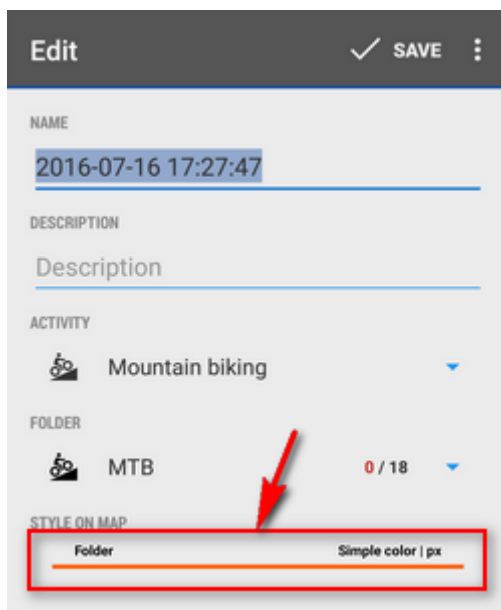 Edit SAVE
NAME
2016-07-16 17:27:47
DESCRIPTION
Description
ACTIVITY
Mountain biking
FOLDER
MTB 0 / 18
STYLE ON MAP
Folder Simple color | px